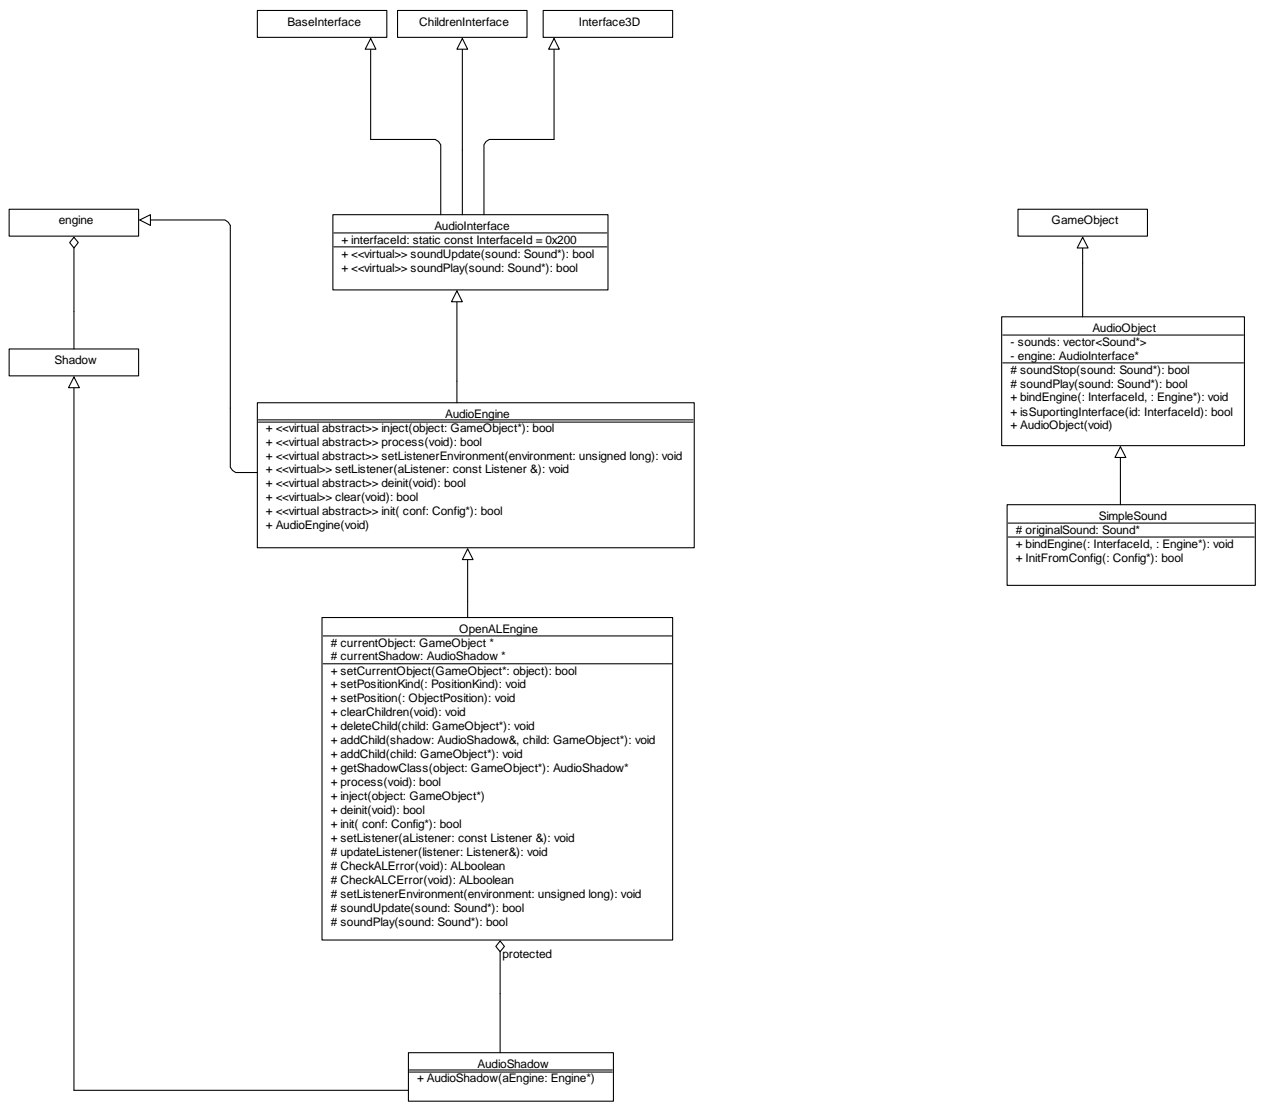 BaseInterface
ChildrenInterface
Interface3D
engine
AudioInterface
+ interfaceId: static const InterfaceId = 0x200
+ <<virtual>> soundUpdate(sound: Sound*): bool
+ <<virtual>> soundPlay(sound: Sound*): bool
GameObject
Shadow
AudioObject
- sounds: vector<Sound*>
- engine: AudioInterface*
# soundStop(sound: Sound*): bool
# soundPlay(sound: Sound*): bool
+ bindEngine(: InterfaceId, : Engine*): void
+ isSuportingInterface(id: InterfaceId): bool
+ AudioObject(void)
AudioEngine
+ <<virtual abstract>> inject(object: GameObject*): bool
+ <<virtual abstract>> process(void): bool
+ <<virtual abstract>> setListenerEnvironment(environment: unsigned long): void
+ <<virtual>> setListener(aListener: const Listener &): void
+ <<virtual abstract>> deinit(void): bool
+ <<virtual>> clear(void): bool
+ <<virtual abstract>> init( conf: Config*): bool
+ AudioEngine(void)
SimpleSound
# originalSound: Sound*
+ bindEngine(: InterfaceId, : Engine*): void
+ InitFromConfig(: Config*): bool
OpenALEngine
# currentObject: GameObject *
# currentShadow: AudioShadow *
+ setCurrentObject(GameObject*: object): bool
+ setPositionKind(: PositionKind): void
+ setPosition(: ObjectPosition): void
+ clearChildren(void): void
+ deleteChild(child: GameObject*): void
+ addChild(shadow: AudioShadow&, child: GameObject*): void
+ addChild(child: GameObject*): void
+ getShadowClass(object: GameObject*): AudioShadow*
+ process(void): bool
+ inject(object: GameObject*)
+ deinit(void): bool
+ init( conf: Config*): bool
+ setListener(aListener: const Listener &): void
# updateListener(listener: Listener&): void
# CheckALError(void): ALboolean
# CheckALCError(void): ALboolean
# setListenerEnvironment(environment: unsigned long): void
# soundUpdate(sound: Sound*): bool
# soundPlay(sound: Sound*): bool
protected
AudioShadow
+ AudioShadow(aEngine: Engine*)